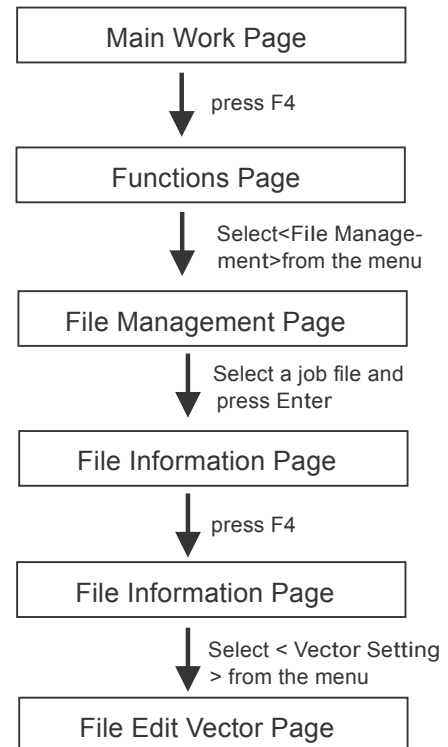 Main Work Page
press F4
Functions Page
Select<File Manage-
ment>from the menu
File Management Page
Select a job file and
press Enter
File Information Page
press F4
File Information Page
Select < Vector Setting
> from the menu
File Edit Vector Page